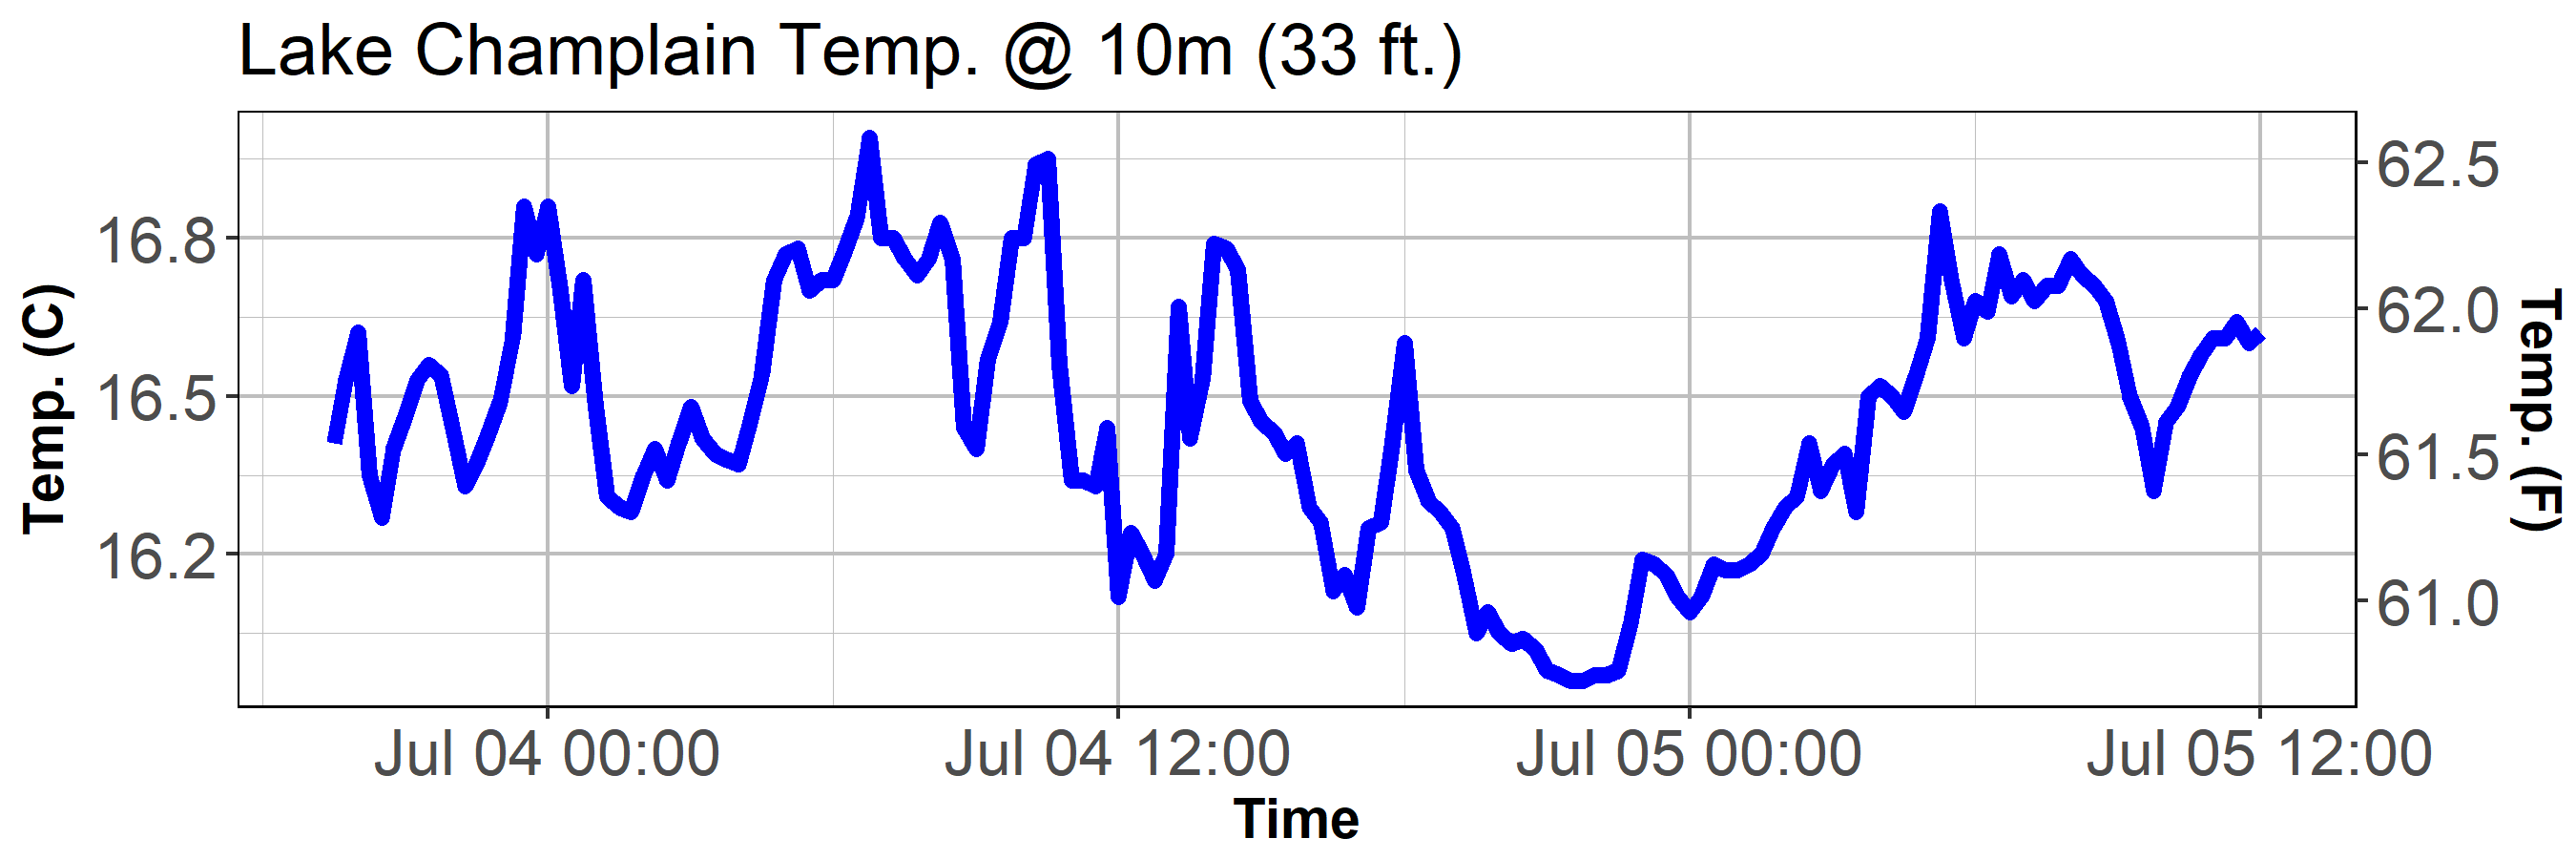 Lake Champlain Temp. @ 10m (33 ft.)
Temp. (C)
16.8
16.5
16.2
62.5
62.0
61.5
61.0
Temp. (F)
Jul 04 00:00
Jul 04 12:00
Jul 05 00:00
Jul 05 12:00
Time